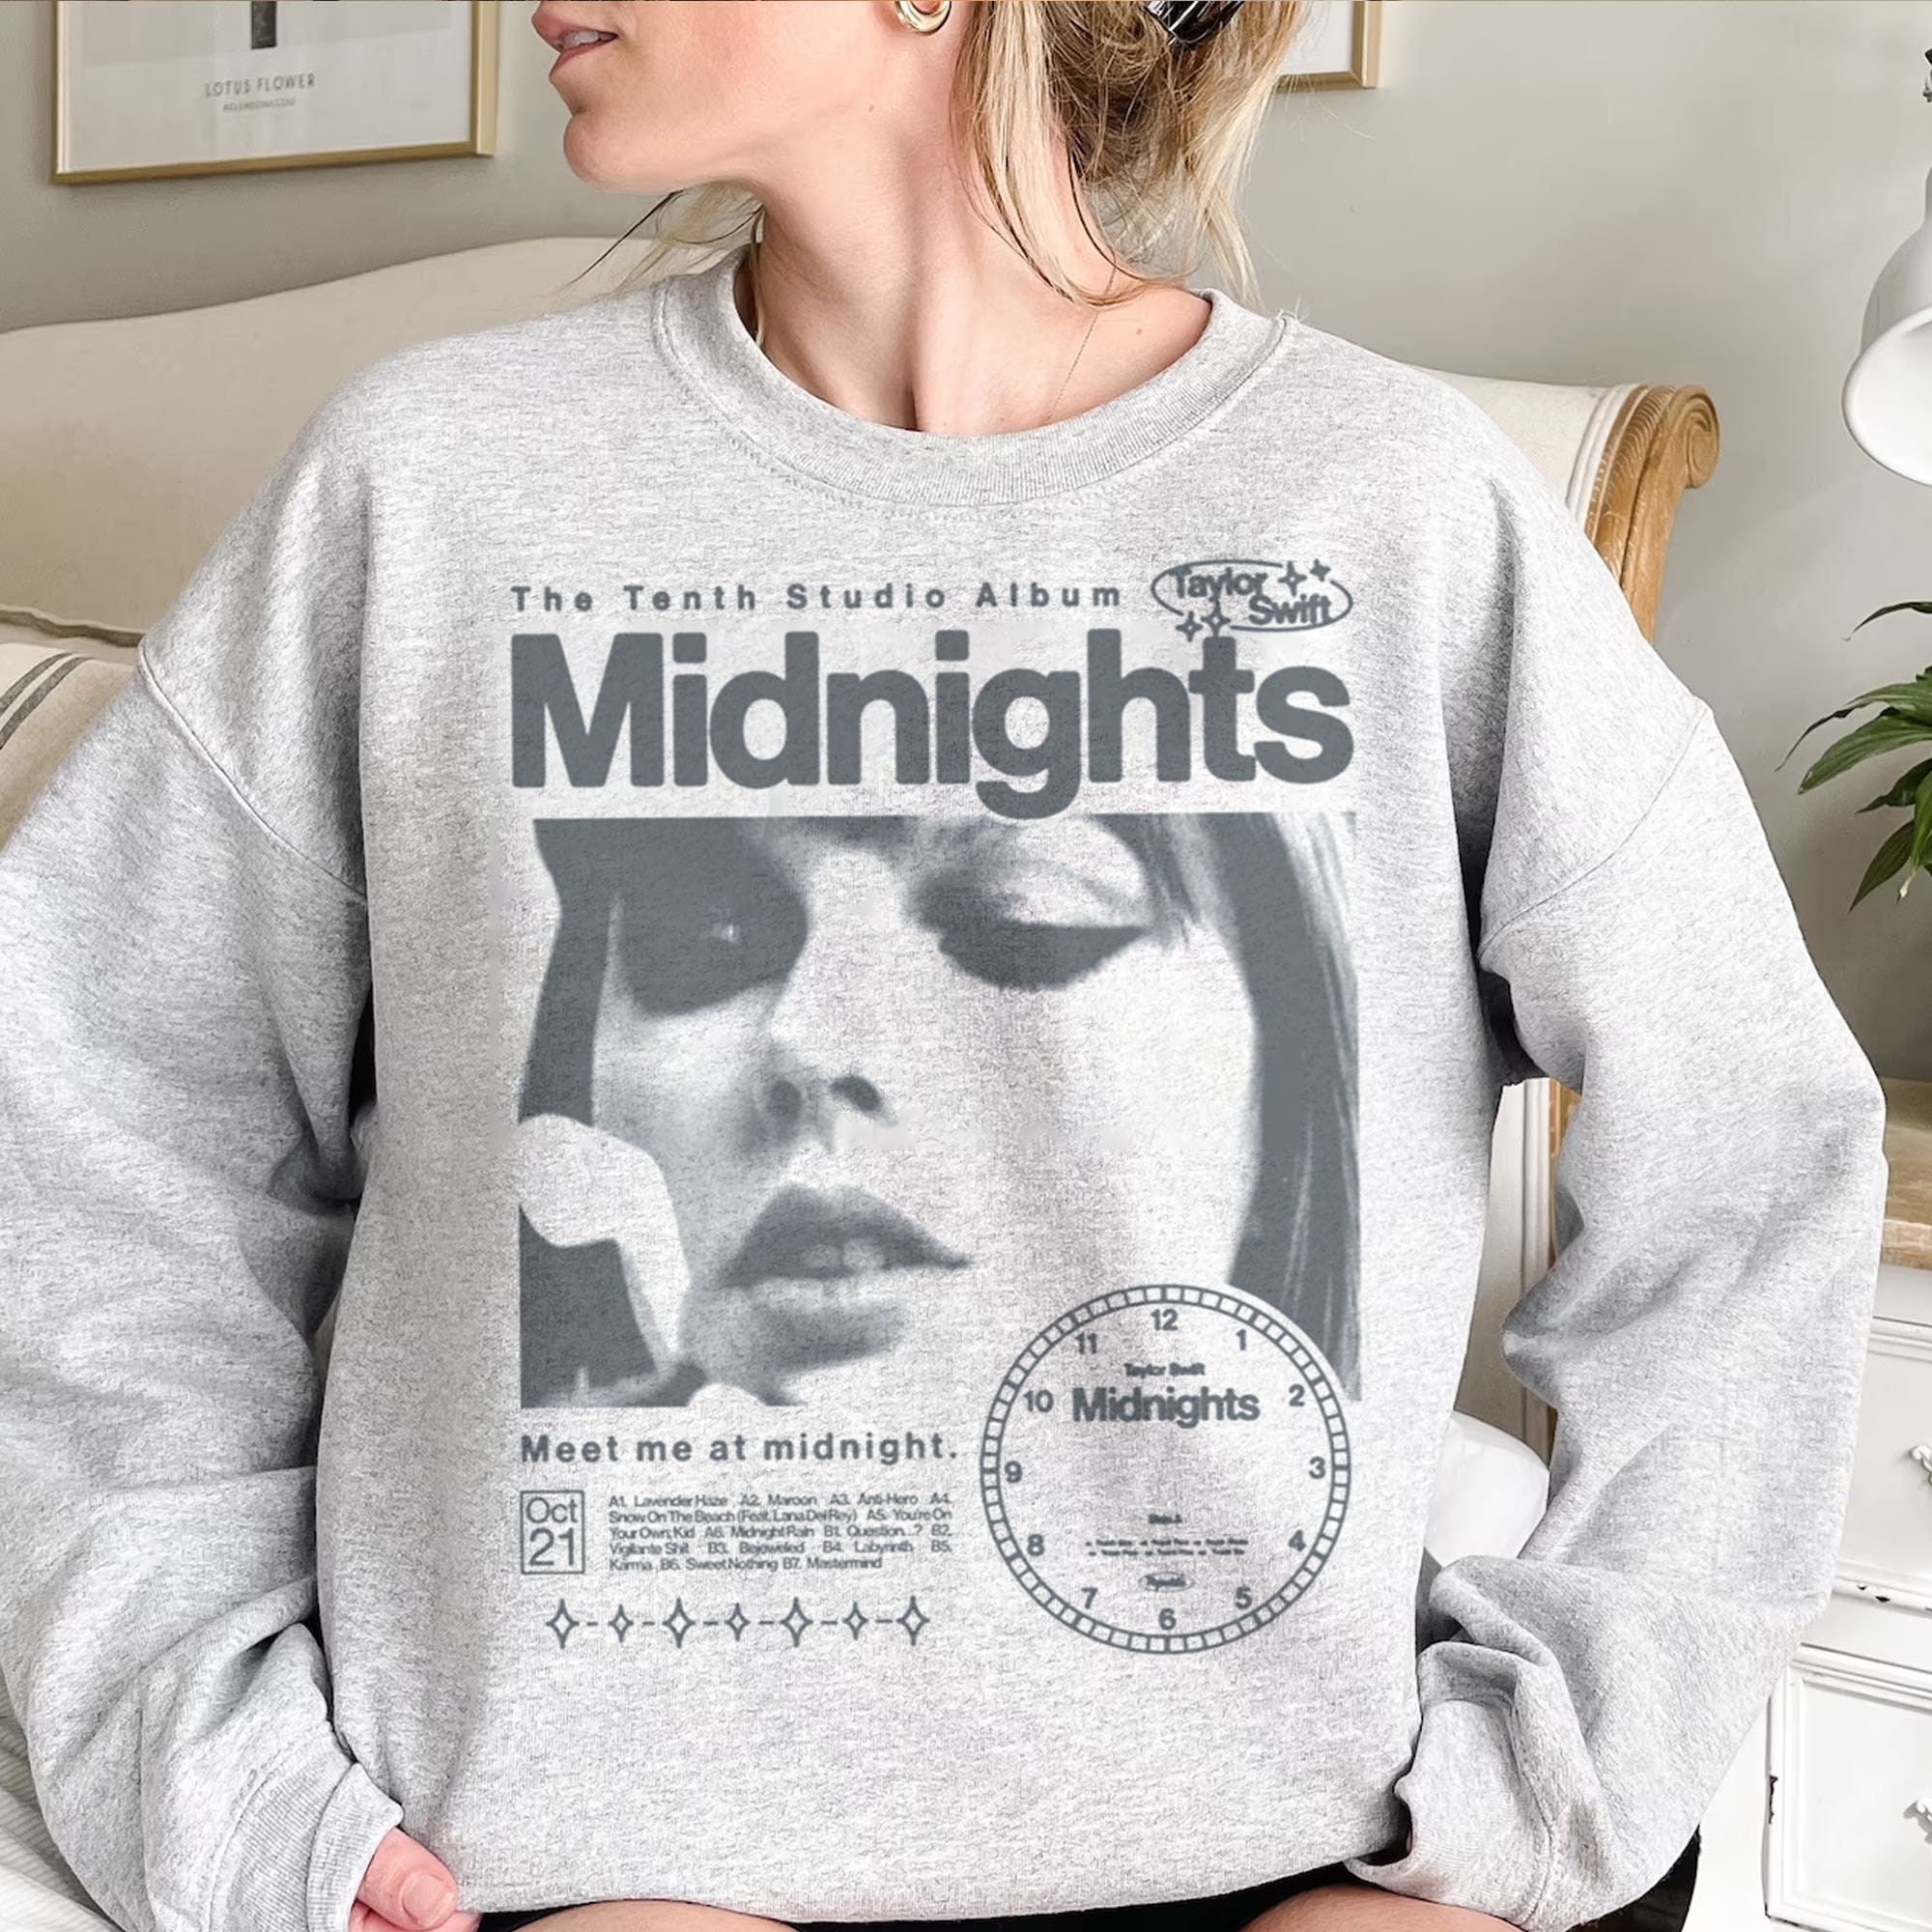 LOTUS FLOWER
The Tenth Studio Album
Taylor
Swift
Midnights
12
11
1
Taylor Swift
10
Midnights
2
Meet me at midnight.
9
3
Oct
21
A1. Lavender Haze A2. Maroon A3. Anti-Hero A4.
Snow On The Beach (Feat. Lana Del Rey) A5. You're On
Your Own, Kid A6. Midnight Rain B1. Question...? B2.
Vigilante Shit B3. Bejeweled B4. Labyrinth B5.
Karma B6. Sweet Nothing B7. Mastermind
Side A
8
4
7
5
6